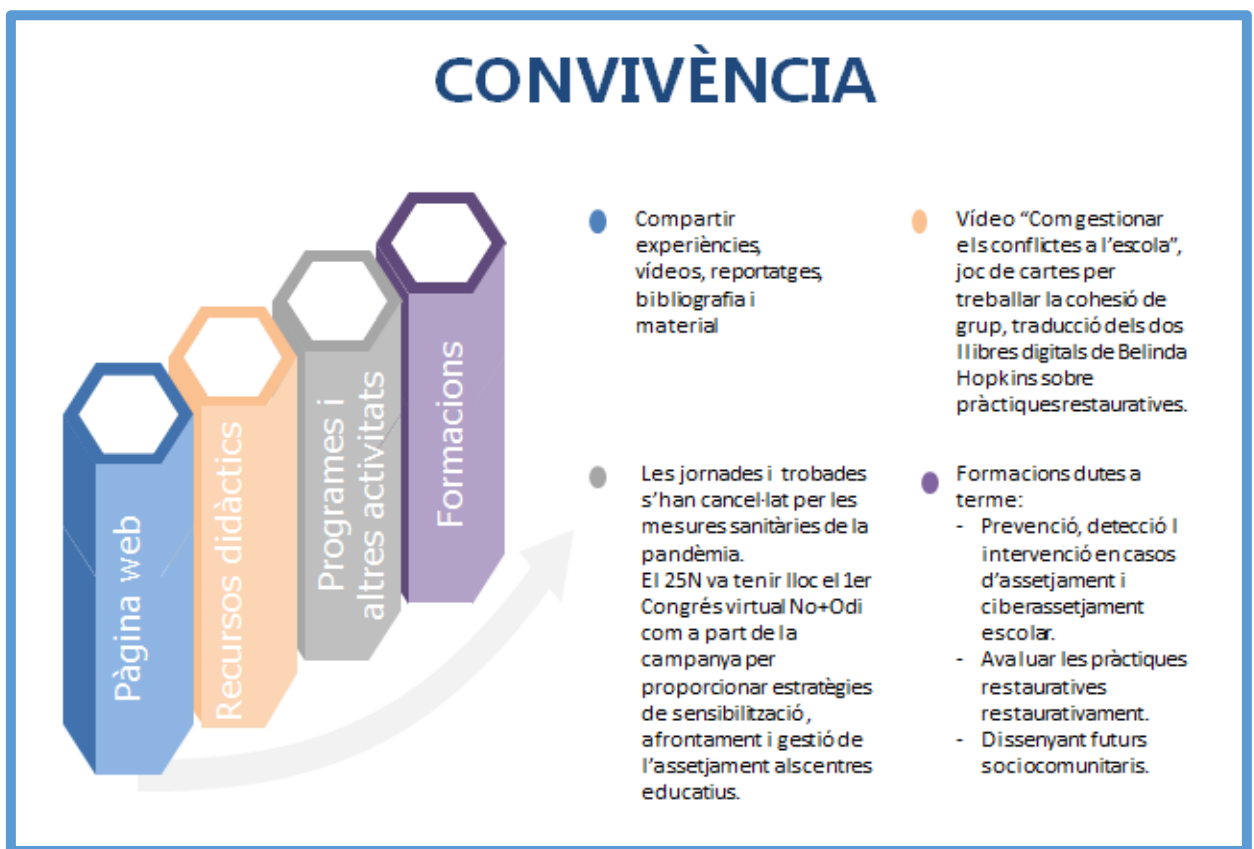 CONVIVÈNCIA
Pàgina web
Recursos didàctics
Programes i
altres activitats
Formacions
Compartir
experiències,
vídeos, reportatges,
bibliografia i
material
Vídeo “Com gestionar
els conflictes a l’escola”,
joc de cartes per
treballar la cohesió de
grup, traducció dels dos
llibres digitals de Belinda
Hopkins sobre
pràctiques restauratives.
Les jornades i trobades
s’han cancel·lat per les
mesures sanitàries de la
pandèmia.
El 25N va tenir lloc el 1er
Congrés virtual No+Odi
com a part de la
campanya per
proporcionar estratègies
de sensibilització,
afrontament i gestió de
l’assetjament als centres
educatius.
Formacions dutes a
terme:
- Prevenció, detecció I
intervenció en casos
d’assetjament i
ciberassetjament
escolar.
- Avaluar les pràctiques
restauratives
restaurativament.
- Dissenyant futurs
sociocomunitaris.